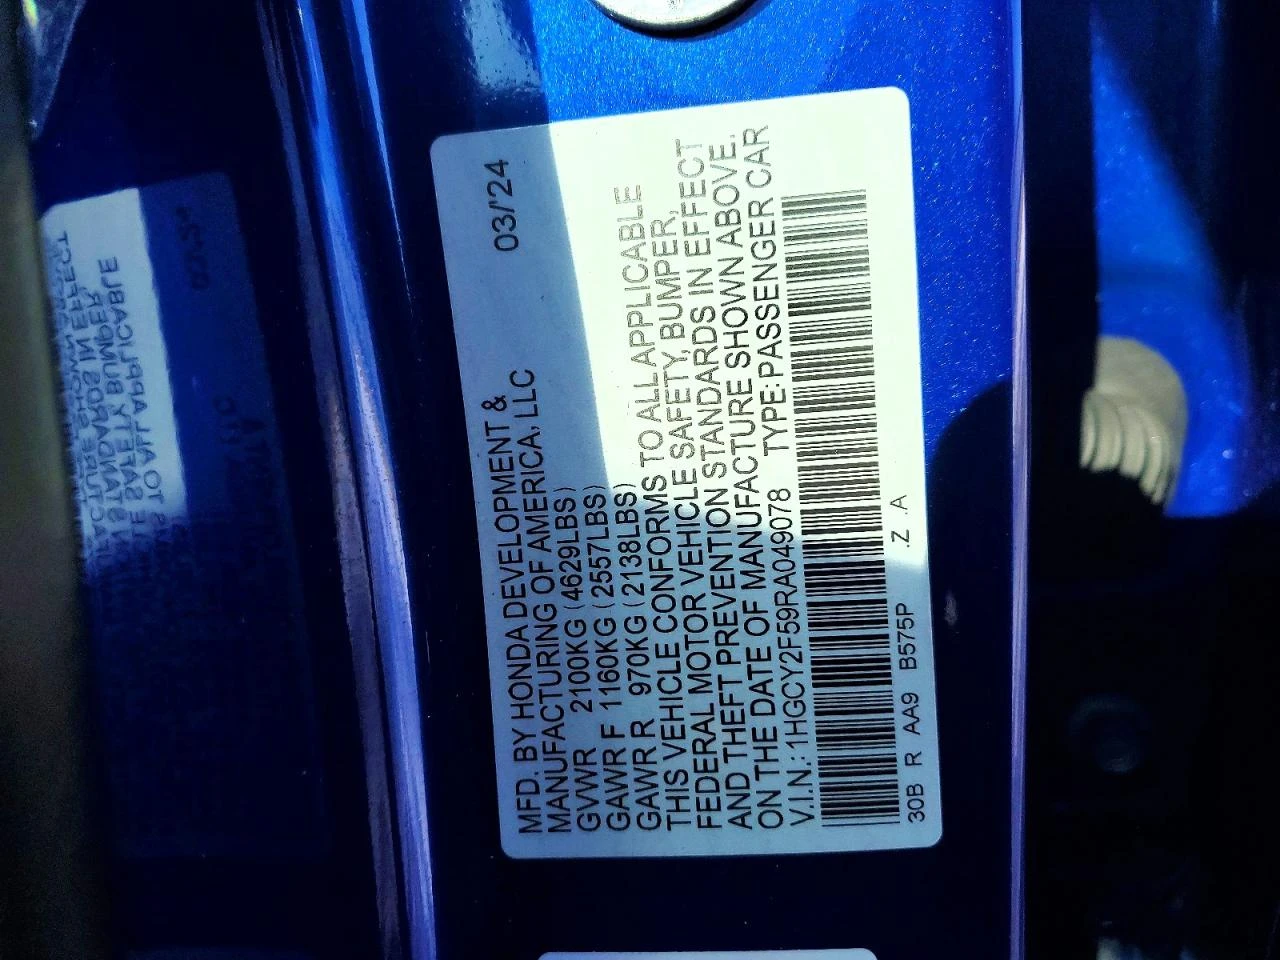 MFD. BY HONDA DEVELOPMENT &
MANUFACTURING OF AMERICA, LLC 03/'24
GVWR 2100KG (4629LBS)
GAWR F 1160KG (2557LBS)
GAWR R 970KG (2138LBS)
THIS VEHICLE CONFORMS TO ALL APPLICABLE
FEDERAL MOTOR VEHICLE SAFETY, BUMPER,
AND THEFT PREVENTION STANDARDS IN EFFECT
ON THE DATE OF MANUFACTURE SHOWN ABOVE.
V.I.N.: 1HGCY2F59RA049078 TYPE: PASSENGER CAR
30B R AA9 B575P .Z .A